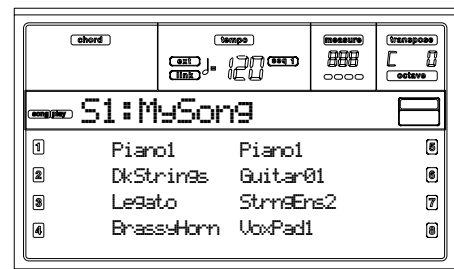 chord tempo measure transpose
ext ♩= 120 seq 1 888 C 0
link octave
song play S1:MySong
1 Piano1 Piano1 5
2 DkStrings Guitar01 6
3 Legato StrngEns2 7
4 BrassyHorn VoxPad1 8